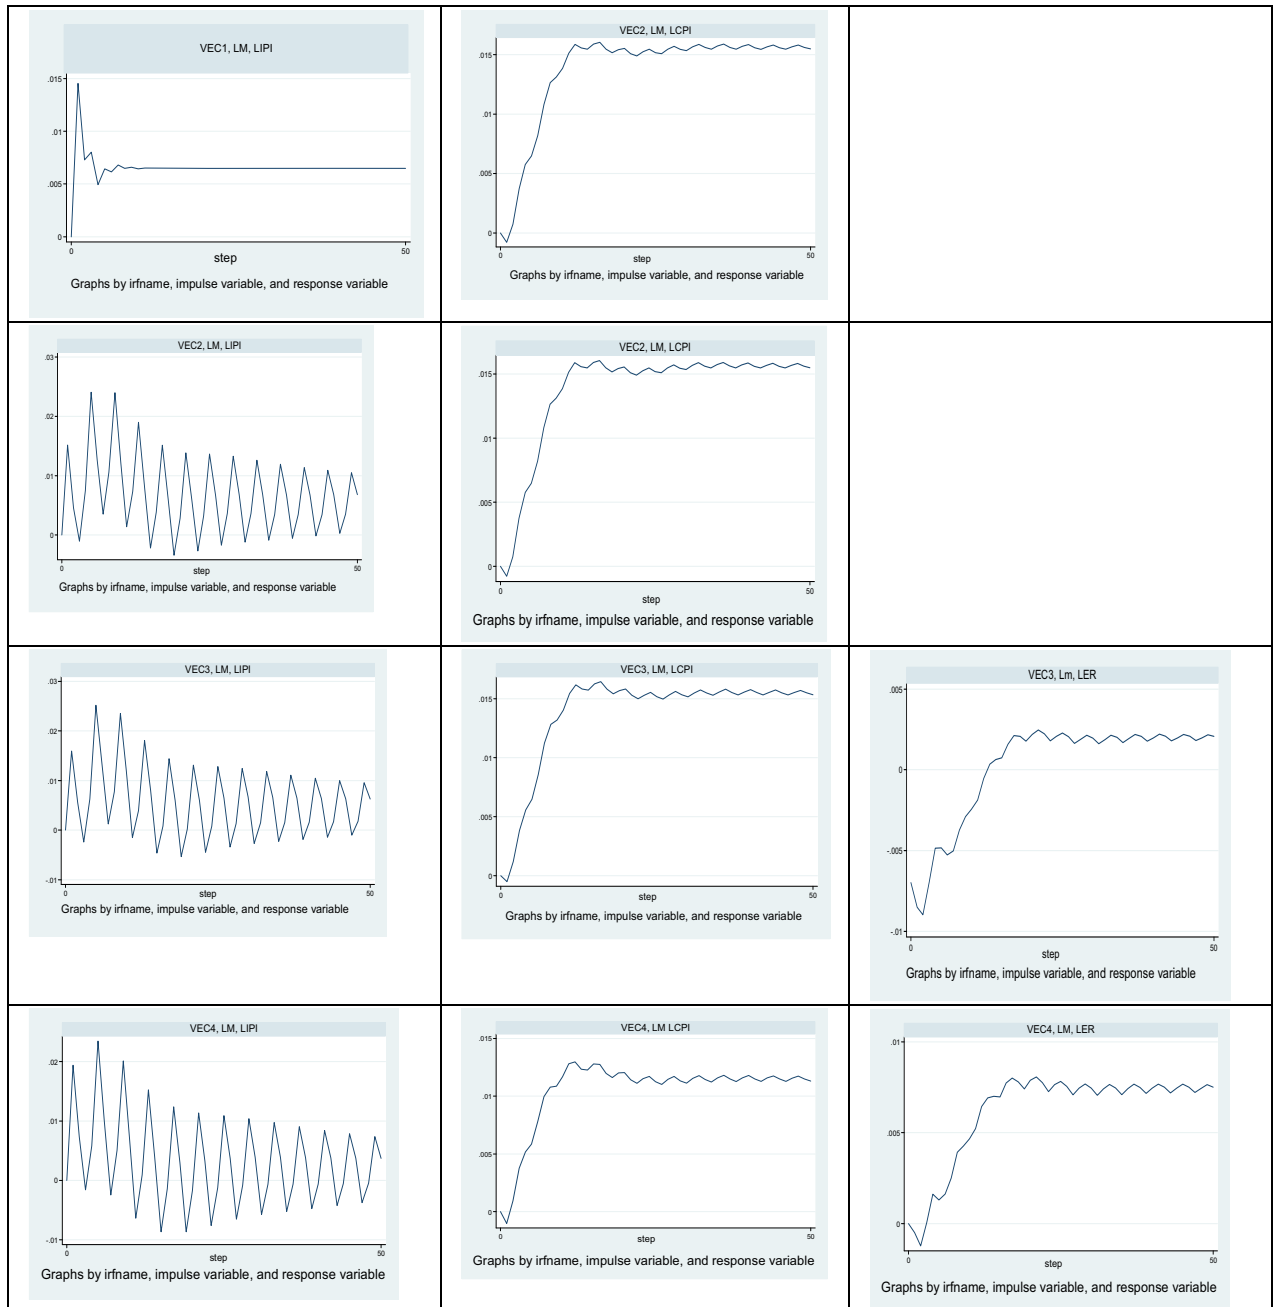 VEC1, LM, LIPI
.015
.01
.005
0
0
50
step
Graphs by irfname, impulse variable, and response variable
VEC2, LM, LCPI
.015
.01
.005
0
0
50
step
Graphs by irfname, impulse variable, and response variable
VEC2, LM, LIPI
.03
.02
.01
0
0
50
step
Graphs by irfname, impulse variable, and response variable
VEC2, LM, LCPI
.015
.01
.005
0
0
50
step
Graphs by irfname, impulse variable, and response variable
VEC3, LM, LIPI
.03
.02
.01
0
-.01
0
50
step
Graphs by irfname, impulse variable, and response variable
VEC3, LM, LCPI
.015
.01
.005
0
0
50
step
Graphs by irfname, impulse variable, and response variable
VEC3, Lm, LER
.005
0
-.005
-.01
0
50
step
Graphs by irfname, impulse variable, and response variable
VEC4, LM, LIPI
.02
.01
0
-.01
0
50
step
Graphs by irfname, impulse variable, and response variable
VEC4, LM LCPI
.015
.01
.005
0
0
50
step
Graphs by irfname, impulse variable, and response variable
VEC4, LM, LER
.01
.005
0
0
50
step
Graphs by irfname, impulse variable, and response variable